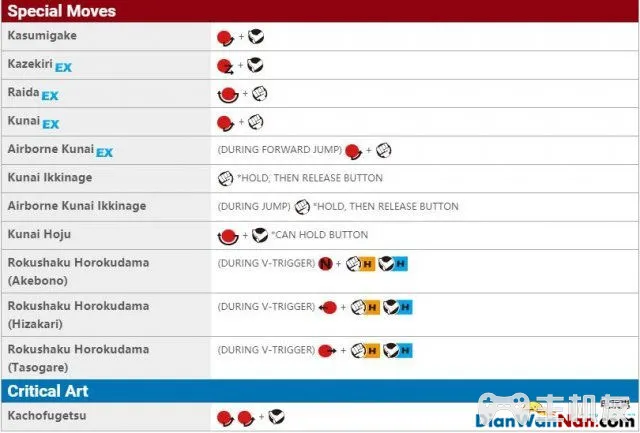 Special Moves
Kasumigake +
Kazekiri EX +
Raida EX +
Kunai EX +
Airborne Kunai EX (DURING FORWARD JUMP) +
Kunai Ikkinage *HOLD, THEN RELEASE BUTTON
Airborne Kunai Ikkinage (DURING JUMP) *HOLD, THEN RELEASE BUTTON
Kunai Hoju + *CAN HOLD BUTTON
Rokushaku Horokudama (DURING V-TRIGGER) N + H H
(Akebono)
Rokushaku Horokudama (DURING V-TRIGGER) + H H
(Hizakari)
Rokushaku Horokudama (DURING V-TRIGGER) + H H
(Tasogare)
Critical Art
Kachofugetsu +
DianWanNan.com